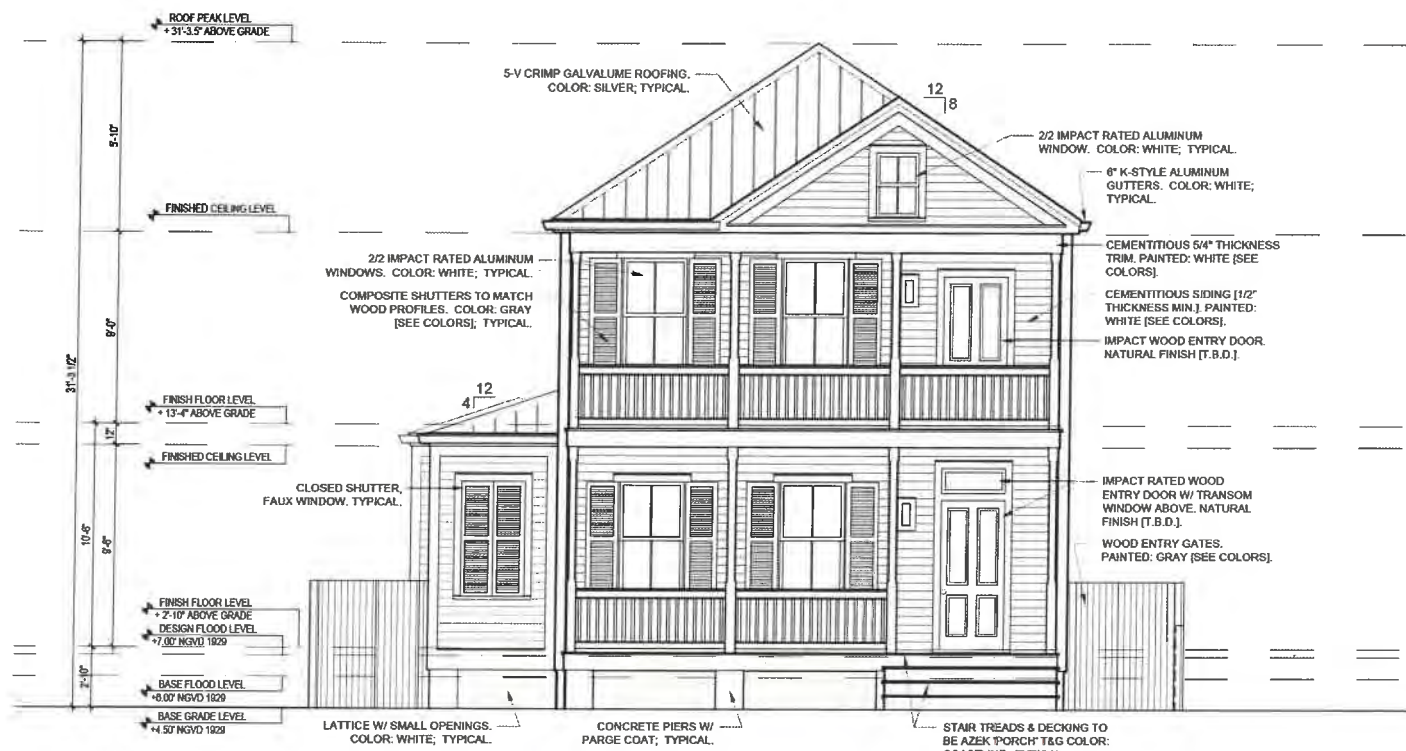 ROOF PEAK LEVEL
+ 31'-3.5" ABOVE GRADE
5-V CRIMP GALVALUME ROOFING.
COLOR: SILVER; TYPICAL.
12
8
2/2 IMPACT RATED ALUMINUM
WINDOW. COLOR: WHITE; TYPICAL.
6" K-STYLE ALUMINUM
GUTTERS. COLOR: WHITE;
TYPICAL.
5'-10"
FINISHED CEILING LEVEL
2/2 IMPACT RATED ALUMINUM
WINDOWS. COLOR: WHITE; TYPICAL.
COMPOSITE SHUTTERS TO MATCH
WOOD PROFILES. COLOR: GRAY
[SEE COLORS]; TYPICAL.
CEMENTITIOUS 5/4" THICKNESS
TRIM. PAINTED: WHITE [SEE
COLORS].
CEMENTITIOUS SIDING [1/2"
THICKNESS MIN.]. PAINTED:
WHITE [SEE COLORS].
IMPACT WOOD ENTRY DOOR.
NATURAL FINISH [T.B.D.]
9'-0"
31'-3 1/2"
12
4
FINISH FLOOR LEVEL
+ 13'-4" ABOVE GRADE
12"
FINISHED CEILING LEVEL
CLOSED SHUTTER,
FAUX WINDOW. TYPICAL.
IMPACT RATED WOOD
ENTRY DOOR W/ TRANSOM
WINDOW ABOVE. NATURAL
FINISH [T.B.D.].
WOOD ENTRY GATES.
PAINTED: GRAY [SEE COLORS].
10'-6"
9'-6"
FINISH FLOOR LEVEL
+ 2'-10" ABOVE GRADE
DESIGN FLOOD LEVEL
+7.00' NGVD 1929
2'-10"
BASE FLOOD LEVEL
+6.00' NGVD 1929
BASE GRADE LEVEL
+4.50' NGVD 1929
LATTICE W/ SMALL OPENINGS.
COLOR: WHITE; TYPICAL.
CONCRETE PIERS W/
PARGE COAT; TYPICAL.
STAIR TREADS & DECKING TO
BE AZEK 'PORCH' T&G COLOR: